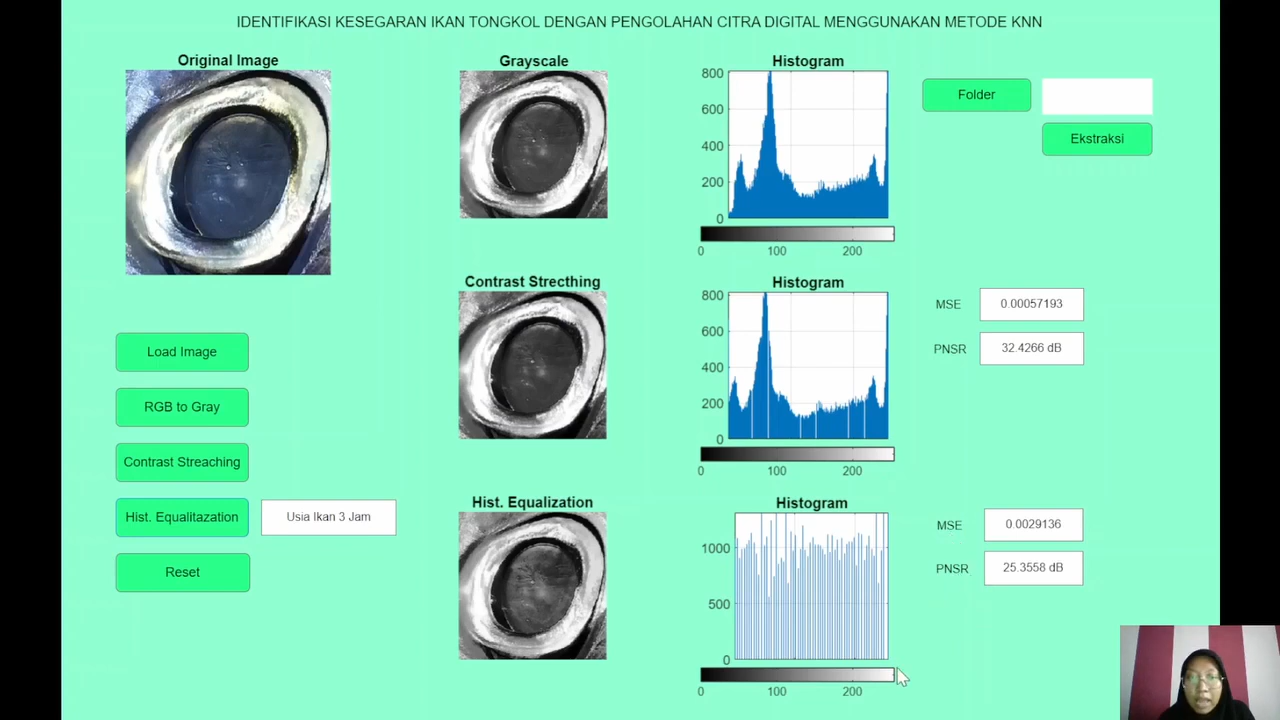 IDENTIFIKASI KESEGARAN IKAN TONGKOL DENGAN PENGOLAHAN CITRA DIGITAL MENGGUNAKAN METODE KNN
Original Image
Grayscale
Histogram
800
600
400
200
0
0 100 200
Folder
Ekstraksi
Contrast Strecthing
Histogram
800
600
400
200
0
0 100 200
MSE 0.00057193
PNSR 32.4266 dB
Load Image
RGB to Gray
Contrast Streaching
Hist. Equalitazation
Usia Ikan 3 Jam
Reset
Hist. Equalization
Histogram
1000
500
0
0 100 200
MSE 0.0029136
PNSR 25.3558 dB